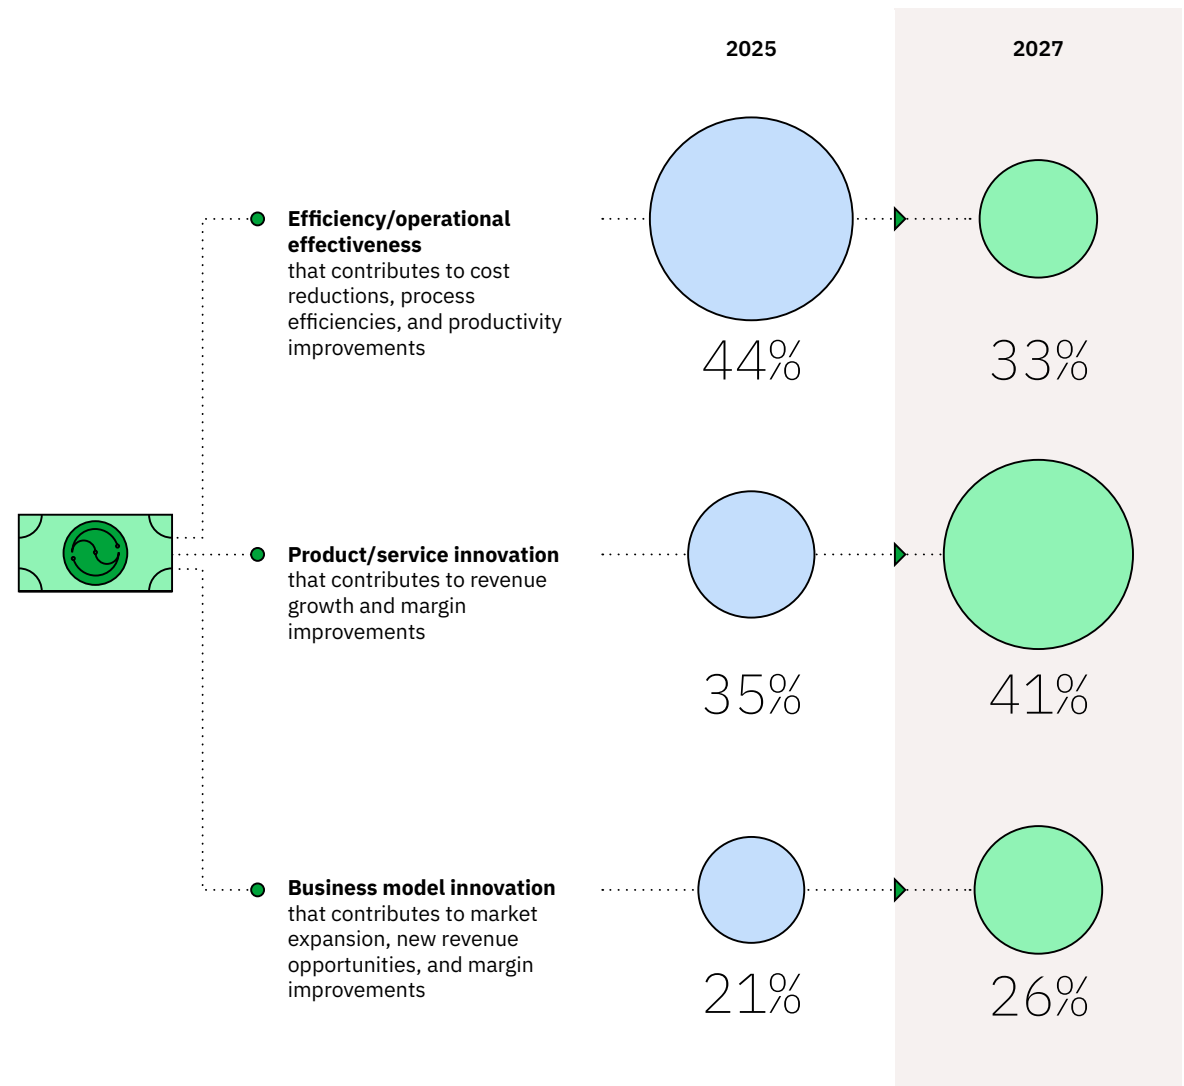 2025
2027
Efficiency/operational
effectiveness
that contributes to cost
reductions, process
efficiencies, and productivity
improvements
44%
33%
Product/service innovation
that contributes to revenue
growth and margin
improvements
35%
41%
Business model innovation
that contributes to market
expansion, new revenue
opportunities, and margin
improvements
21%
26%